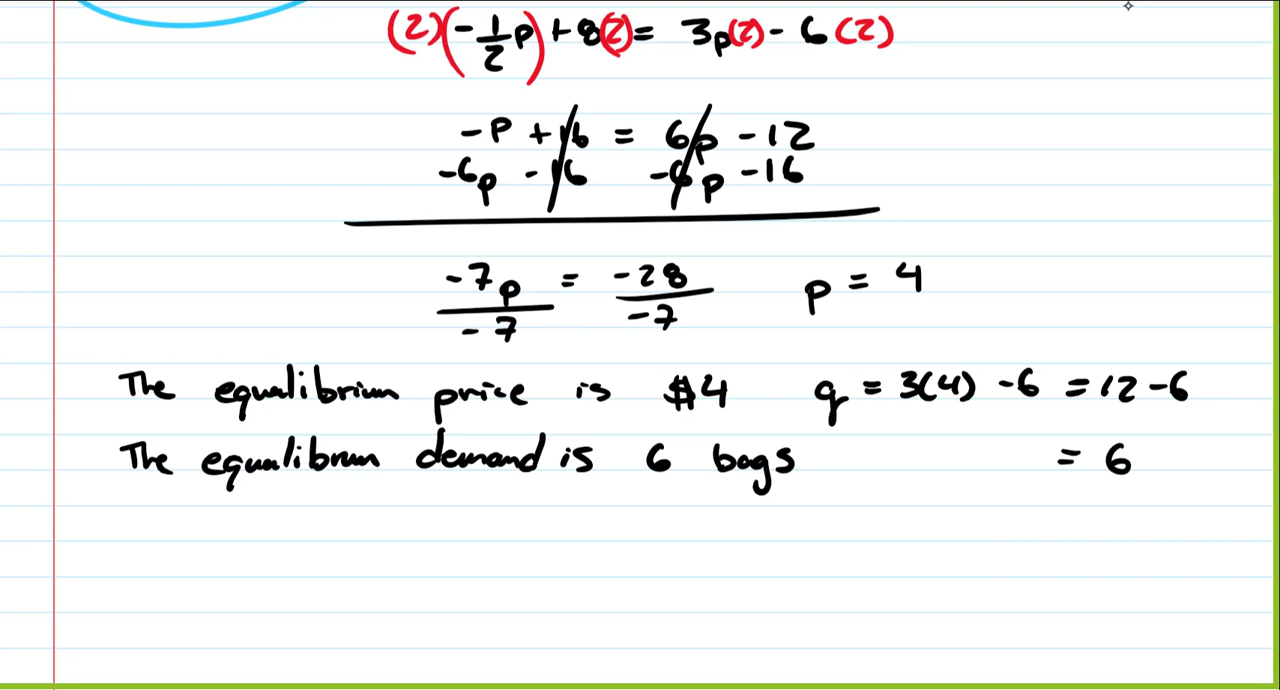 (2)(-1/2p) + 8(2) = 3p(2) - 6(2)
-p + 16 = 6p - 12
-6p - 16 -6p - 16
-7p/-7 = -28/-7 p = 4
The equalibrium price is $4 q = 3(4) - 6 = 12 - 6
The equalibrum demand is 6 bags = 6